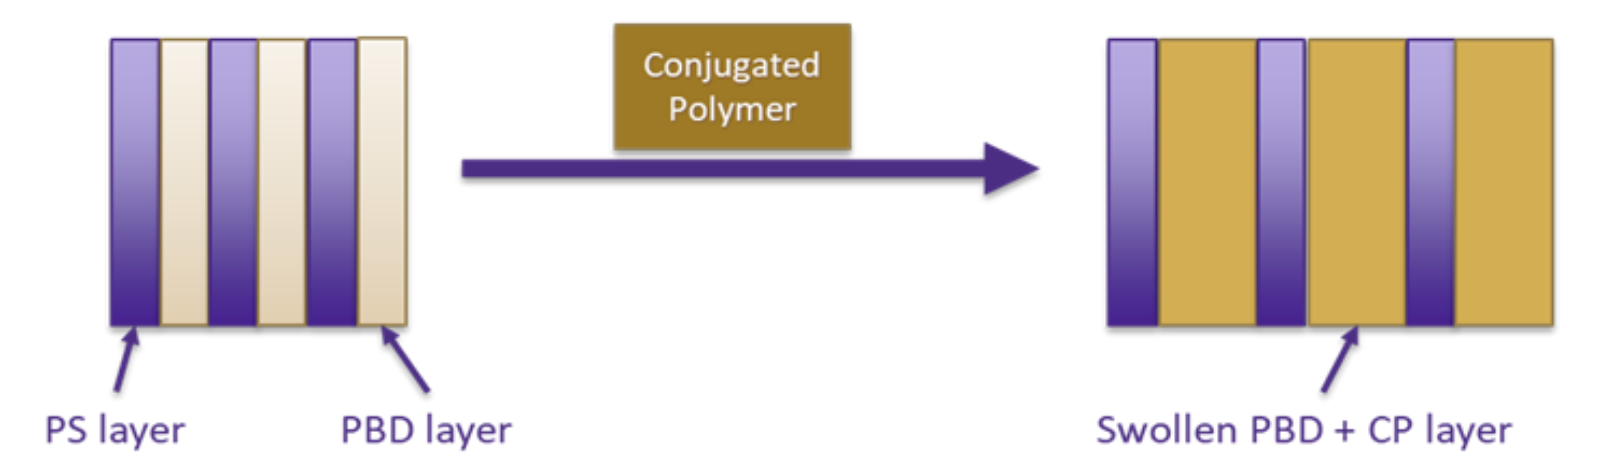 Conjugated
Polymer
PS layer
PBD layer
Swollen PBD + CP layer